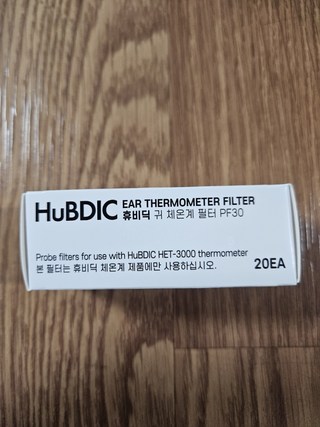 HuBDIC EAR THERMOMETER FILTER
휴비딕 귀 체온계 필터 PF30
Probe filters for use with HuBDIC HET-3000 thermometer
본 필터는 휴비딕 체온계 제품에만 사용하십시오.
20EA